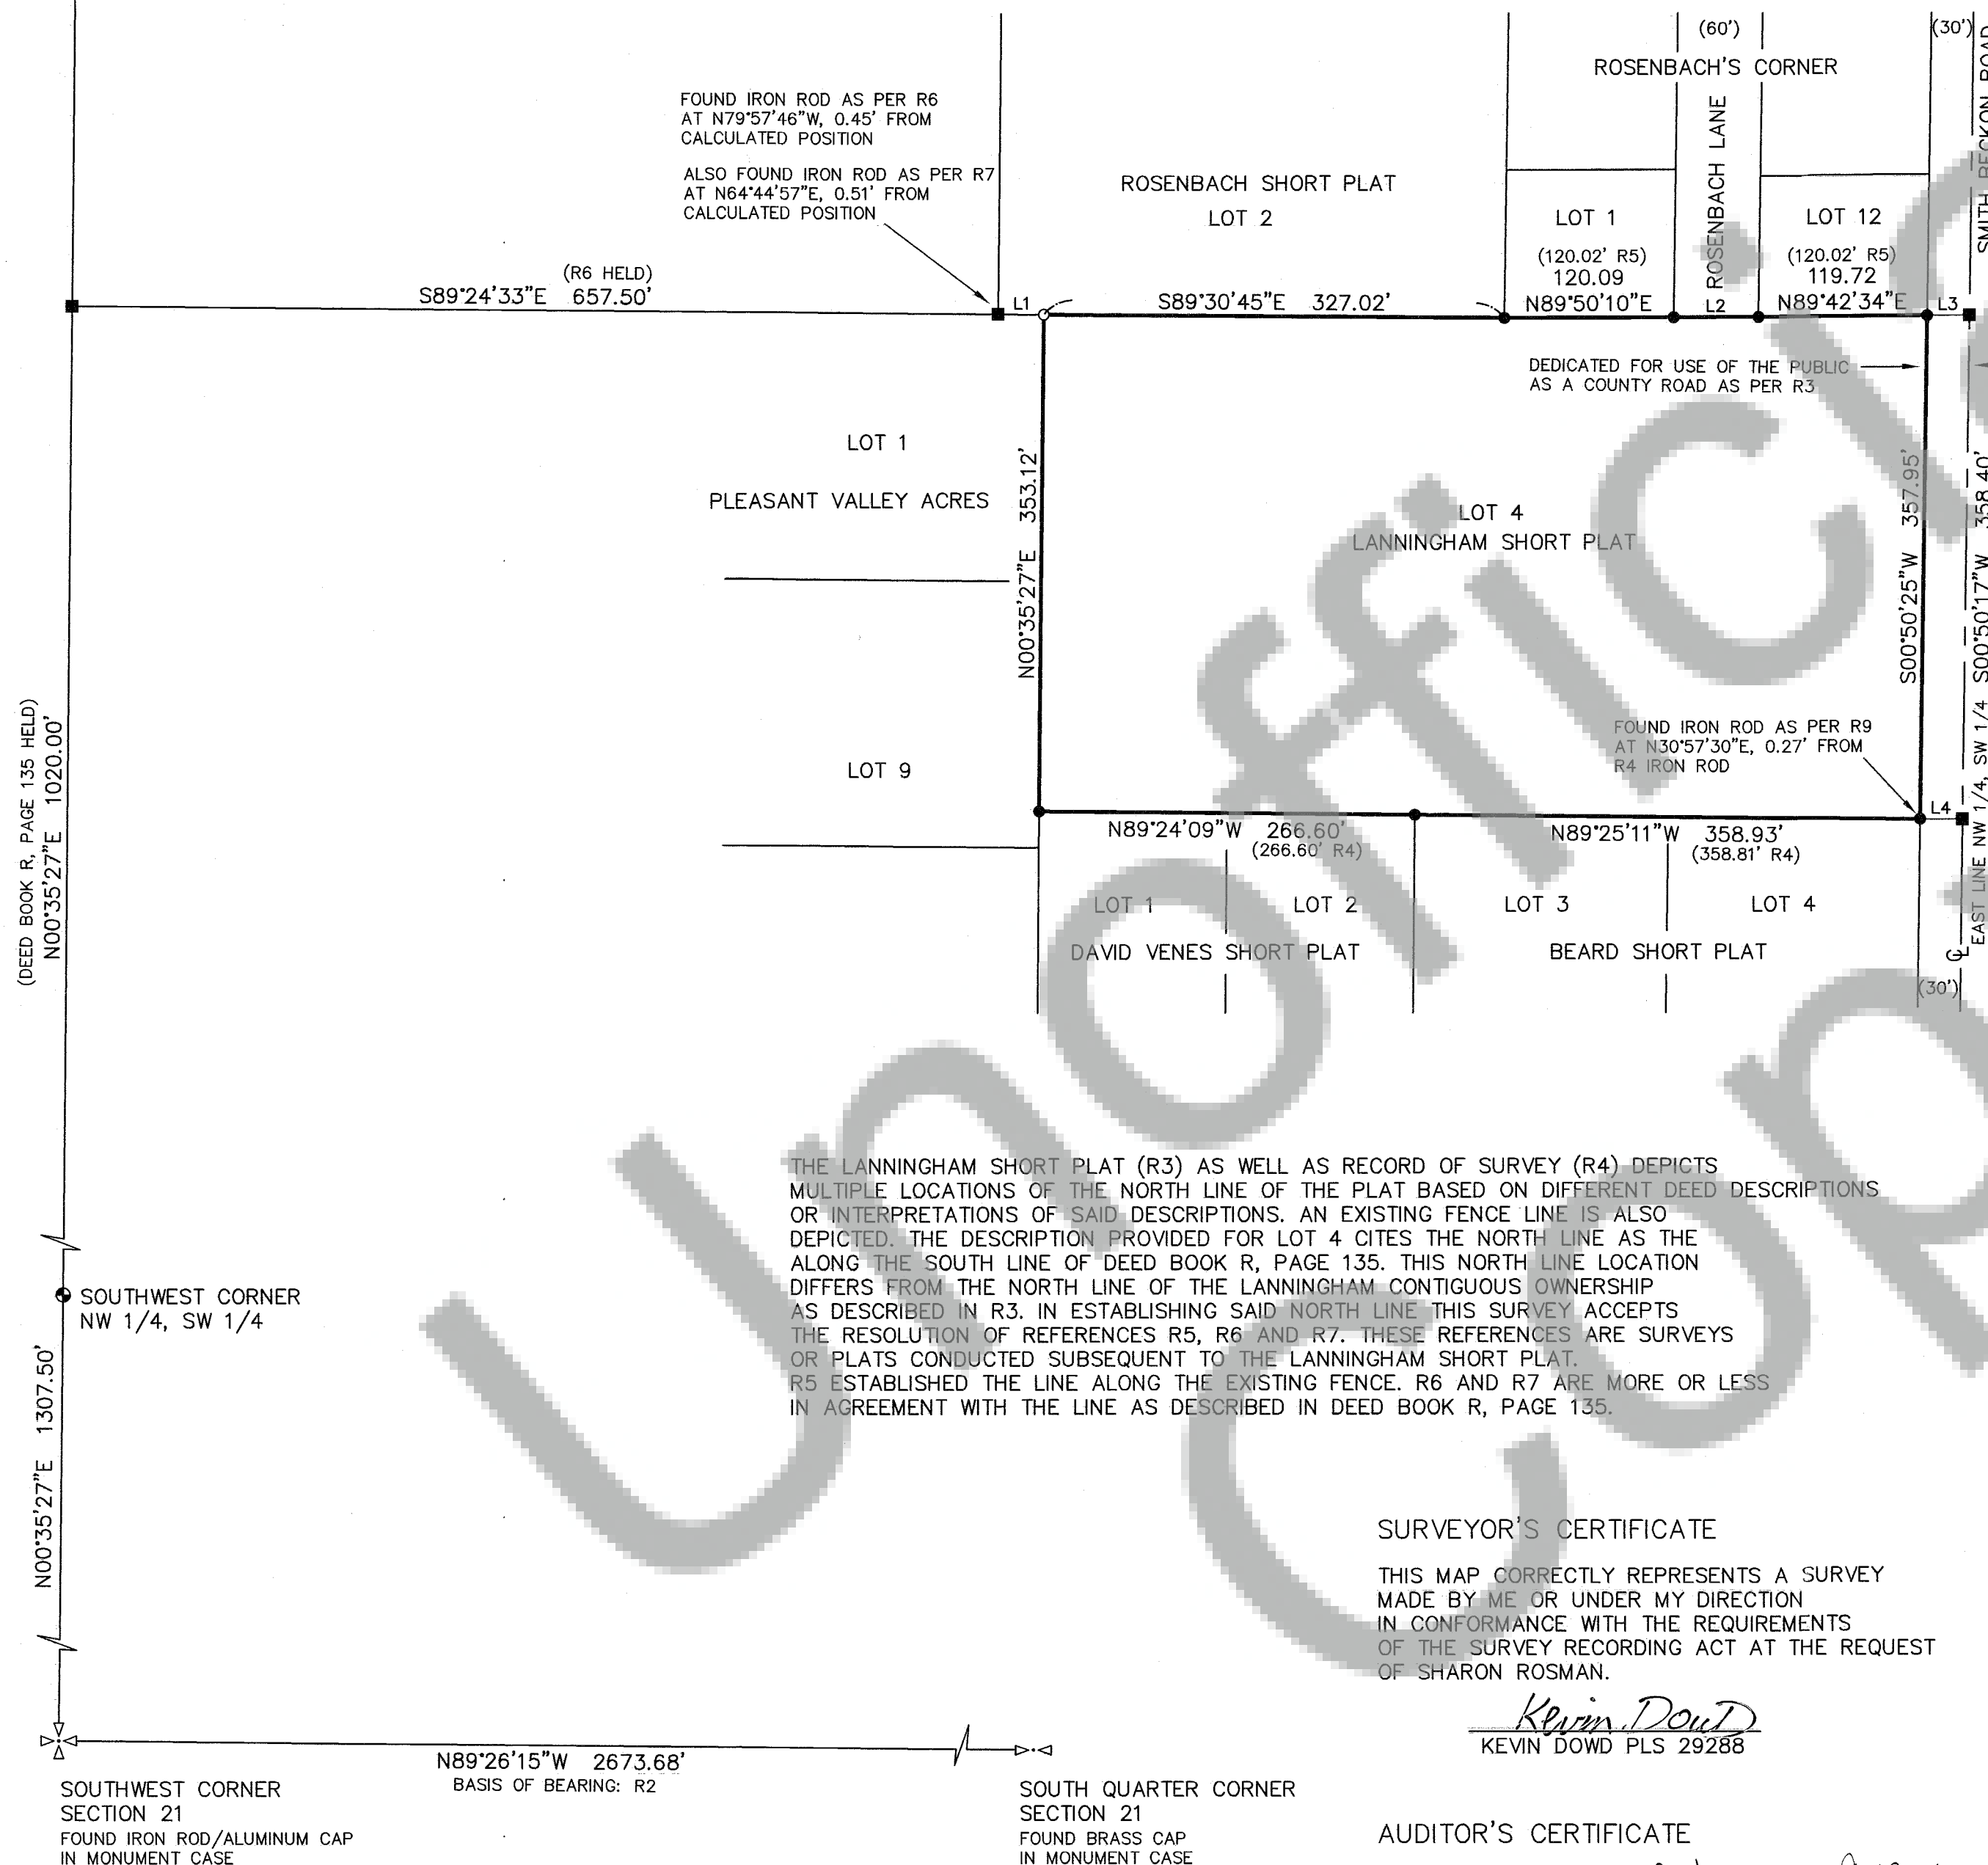 (60')
(30')
ROSENBACH'S CORNER
SMITH BECKON ROAD
FOUND IRON ROD AS PER R6
AT N79°57'46"W, 0.45' FROM
CALCULATED POSITION
ALSO FOUND IRON ROD AS PER R7
AT N64°44'57"E, 0.51' FROM
CALCULATED POSITION
ROSENBACH SHORT PLAT
LOT 2
LOT 1
(120.02' R5)
120.09
ROSENBACH LANE
LOT 12
(120.02' R5)
119.72
(R6 HELD)
S89°24'33"E 657.50'
L1
S89°30'45"E 327.02'
N89°50'10"E
L2
N89°42'34"E
L3
DEDICATED FOR USE OF THE PUBLIC
AS A COUNTY ROAD AS PER R3
LOT 1
PLEASANT VALLEY ACRES
N00°35'27"E 353.12'
LOT 4
LANNINGHAM SHORT PLAT
S00°50'25"W 357.95'
EAST LINE NW 1/4, SW 1/4 S00°50'17"W 358.40'
FOUND IRON ROD AS PER R9
AT N30°57'30"E, 0.27' FROM
R4 IRON ROD
LOT 9
(DEED BOOK R, PAGE 135 HELD)
N00°35'27"E 1020.00'
L4
N89°24'09"W 266.60'
(266.60' R4)
N89°25'11"W 358.93'
(358.81' R4)
LOT 1
LOT 2
LOT 3
LOT 4
DAVID VENES SHORT PLAT
BEARD SHORT PLAT
(30')
THE LANNINGHAM SHORT PLAT (R3) AS WELL AS RECORD OF SURVEY (R4) DEPICTS
MULTIPLE LOCATIONS OF THE NORTH LINE OF THE PLAT BASED ON DIFFERENT DEED DESCRIPTIONS
OR INTERPRETATIONS OF SAID DESCRIPTIONS. AN EXISTING FENCE LINE IS ALSO
DEPICTED. THE DESCRIPTION PROVIDED FOR LOT 4 CITES THE NORTH LINE AS THE
ALONG THE SOUTH LINE OF DEED BOOK R, PAGE 135. THIS NORTH LINE LOCATION
DIFFERS FROM THE NORTH LINE OF THE LANNINGHAM CONTIGUOUS OWNERSHIP
AS DESCRIBED IN R3. IN ESTABLISHING SAID NORTH LINE THIS SURVEY ACCEPTS
THE RESOLUTION OF REFERENCES R5, R6 AND R7. THESE REFERENCES ARE SURVEYS
OR PLATS CONDUCTED SUBSEQUENT TO THE LANNINGHAM SHORT PLAT.
R5 ESTABLISHED THE LINE ALONG THE EXISTING FENCE. R6 AND R7 ARE MORE OR LESS
IN AGREEMENT WITH THE LINE AS DESCRIBED IN DEED BOOK R, PAGE 135.
SOUTHWEST CORNER
NW 1/4, SW 1/4
N00°35'27"E 1307.50'
SURVEYOR'S CERTIFICATE
THIS MAP CORRECTLY REPRESENTS A SURVEY
MADE BY ME OR UNDER MY DIRECTION
IN CONFORMANCE WITH THE REQUIREMENTS
OF THE SURVEY RECORDING ACT AT THE REQUEST
OF SHARON ROSMAN.
Kevin Dowd
KEVIN DOWD PLS 29288
N89°26'15"W 2673.68'
BASIS OF BEARING: R2
SOUTHWEST CORNER
SECTION 21
FOUND IRON ROD/ALUMINUM CAP
IN MONUMENT CASE
SOUTH QUARTER CORNER
SECTION 21
FOUND BRASS CAP
IN MONUMENT CASE
AUDITOR'S CERTIFICATE